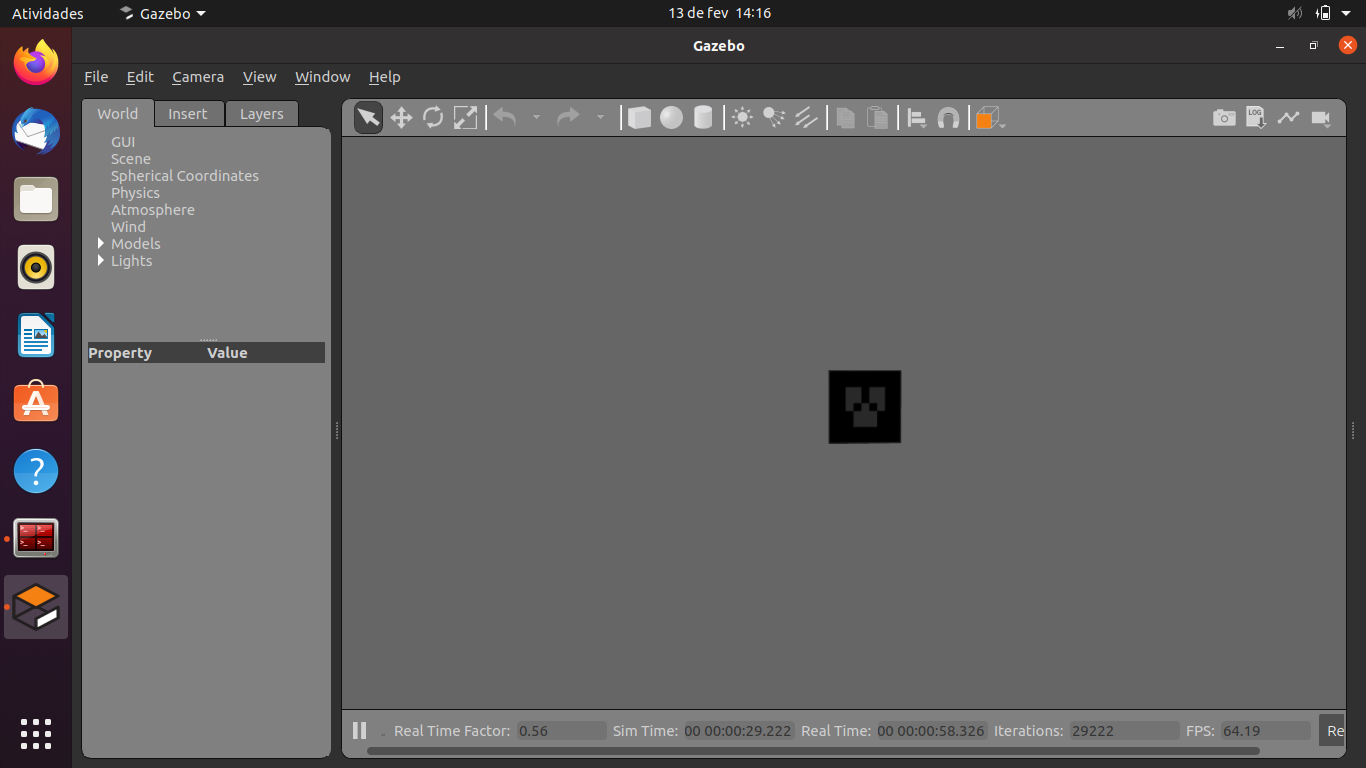 Atividades
Gazebo
13 de fev 14:16
Gazebo
File Edit Camera View Window Help
World Insert Layers
LOG
GUI
Scene
Spherical Coordinates
Physics
Atmosphere
Wind
Models
Lights
Property Value
Real Time Factor: 0.56 Sim Time: 00 00:00:29.222 Real Time: 00 00:00:58.326 Iterations: 29222 FPS: 64.19 Re